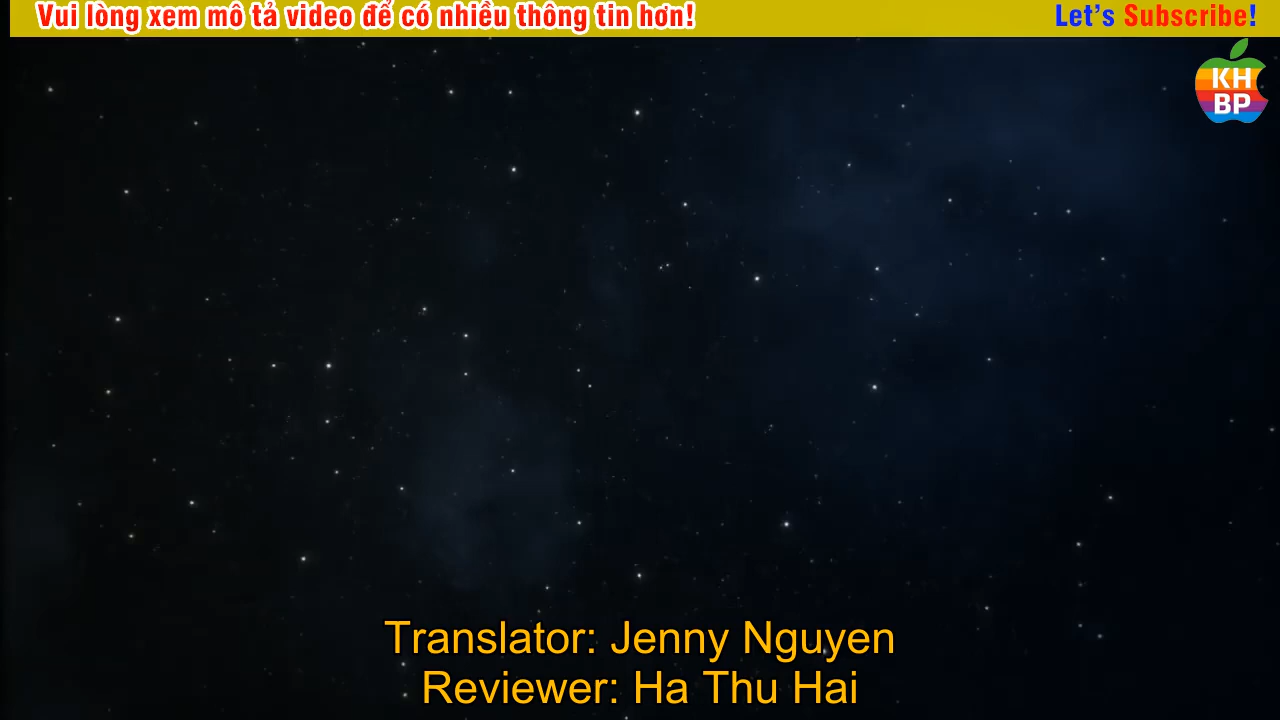 Vui lòng xem mô tả video để có nhiều thông tin hơn!
Let's Subscribe!
KH
BP
Translator: Jenny Nguyen
Reviewer: Ha Thu Hai